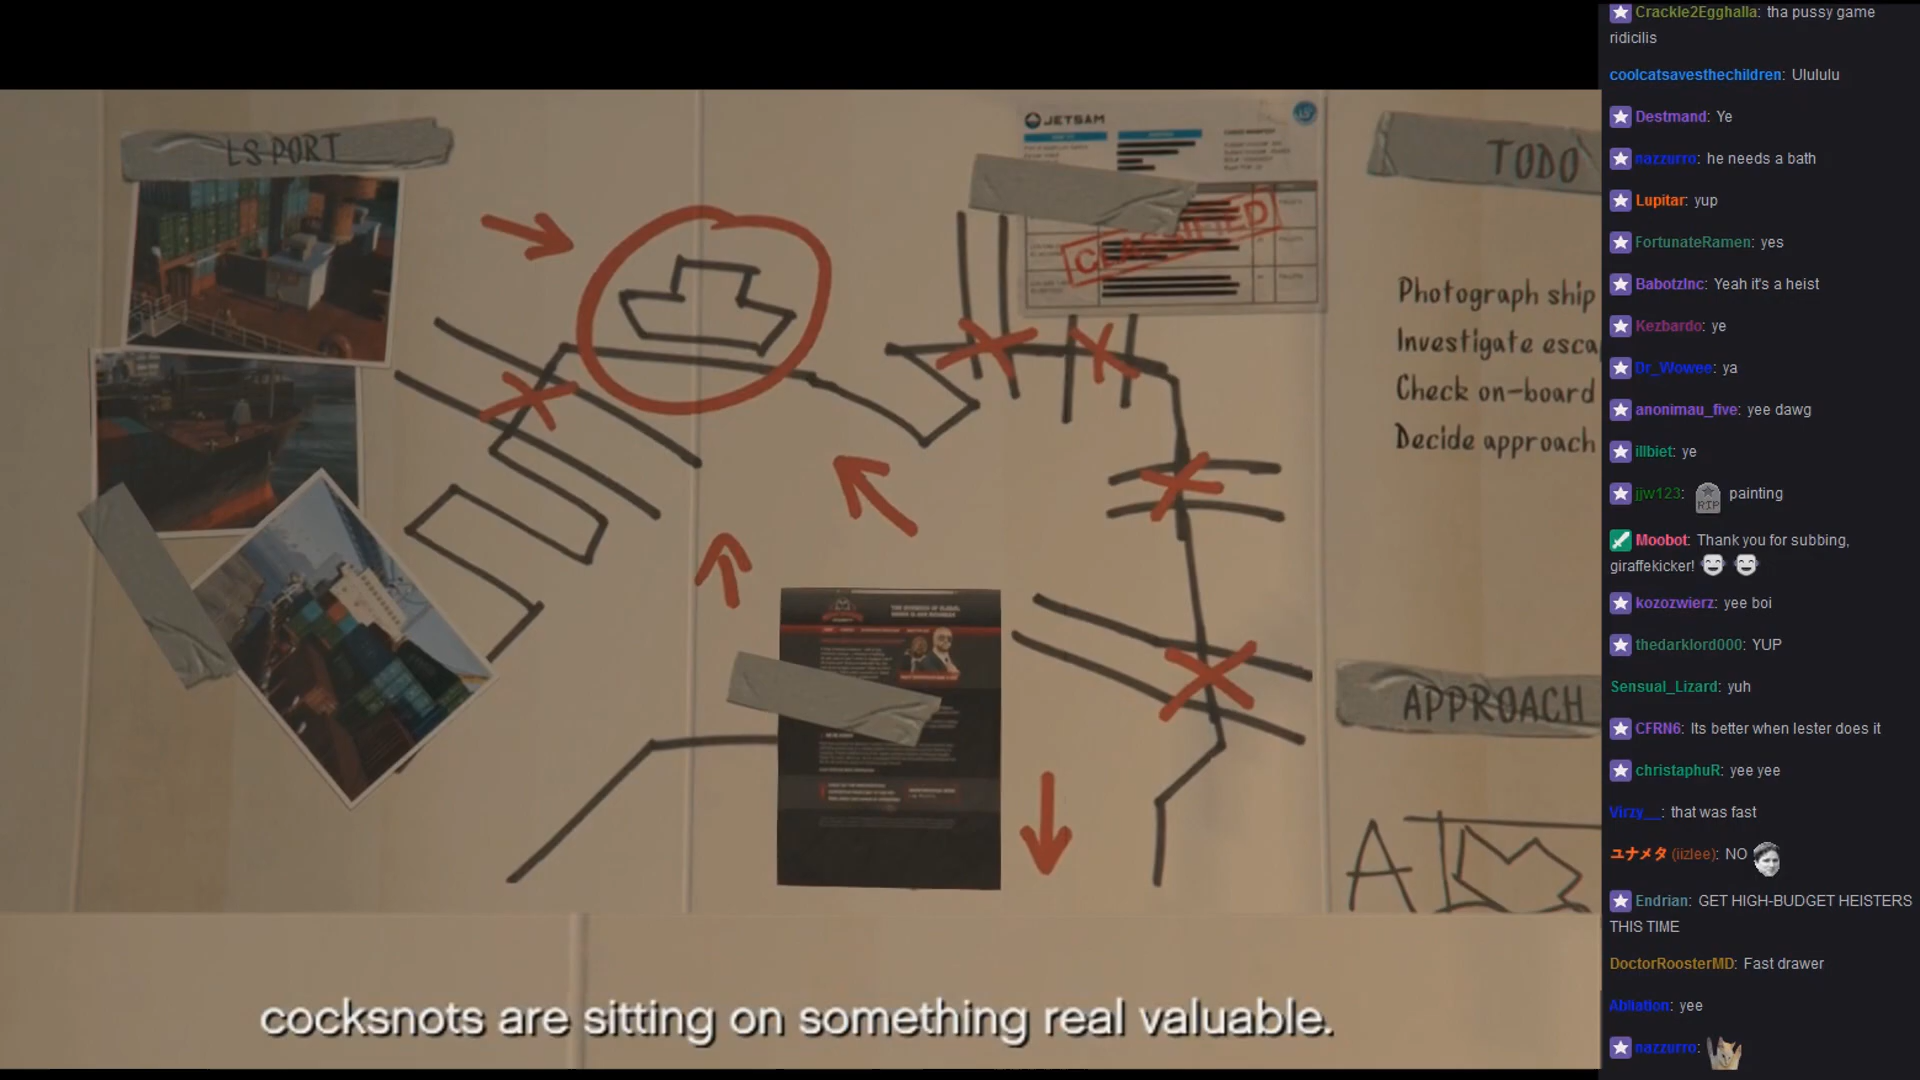 LS PORT
JETSAM
CLASSIFIED
TODO
Photograph ship
Investigate esca
Check on-board
Decide approach
APPROACH
A
cocksnots are sitting on something real valuable.
Crackle2Egghalla: tha pussy game
ridicilis
coolcatsavesthechildren: Ulululu
Destmand: Ye
nazzurro: he needs a bath
Lupitar: yup
FortunateRamen: yes
BabotzInc: Yeah it's a heist
Kezbardo: ye
Dr_Wowee: ya
anonimau_five: yee dawg
illbiet: ye
jjw123: RIP painting
Moobot: Thank you for subbing,
giraffekicker!
kozozwierz: yee boi
thedarklord000: YUP
Sensual_Lizard: yuh
CFRN6: Its better when lester does it
christaphuR: yee yee
Virzy__: that was fast
ユナメタ (iizlee): NO
Endrian: GET HIGH-BUDGET HEISTERS
THIS TIME
DoctorRoosterMD: Fast drawer
Abliation: yee
nazzurro: